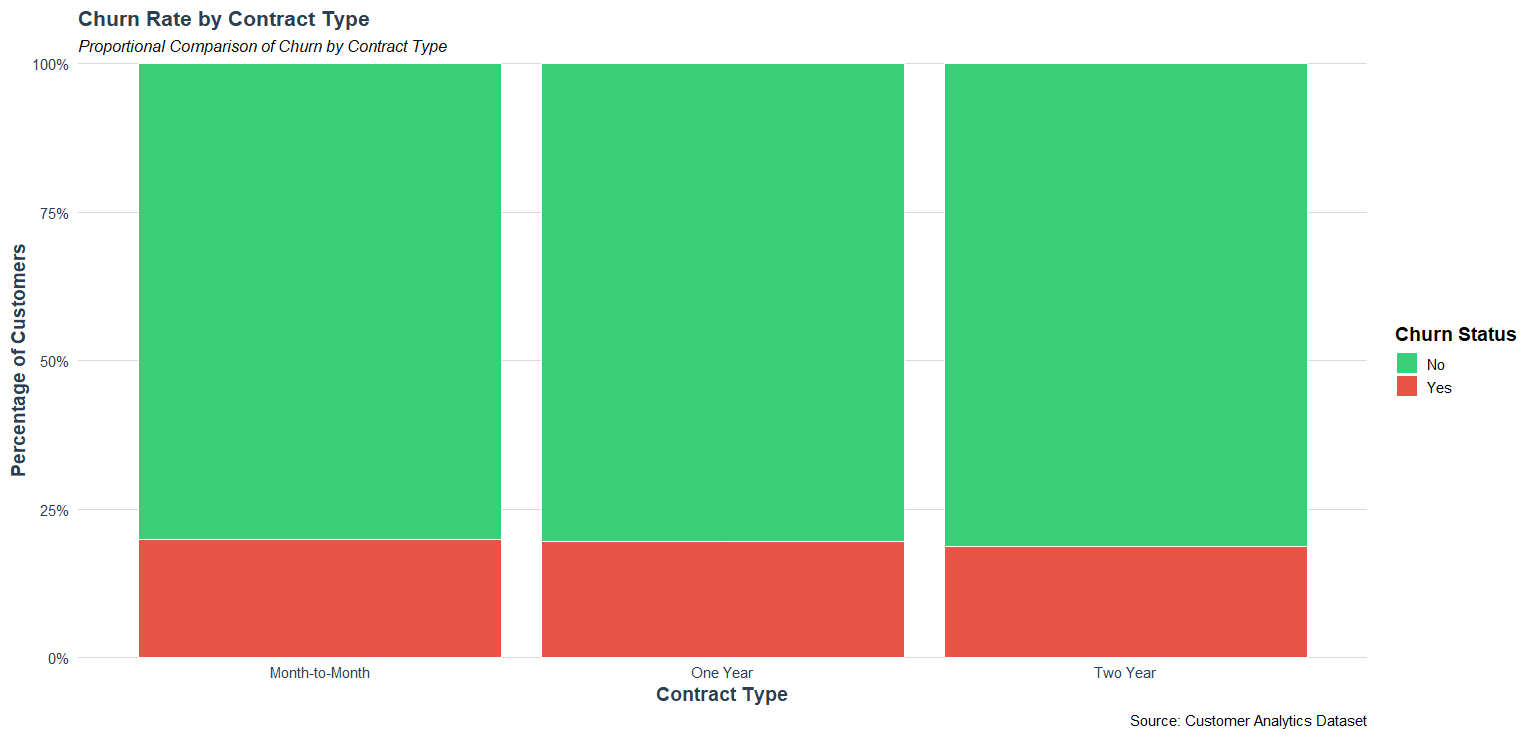 Churn Rate by Contract Type
Proportional Comparison of Churn by Contract Type
100%
75%
50%
25%
0%
Percentage of Customers
Month-to-Month
One Year
Two Year
Contract Type
Churn Status
No
Yes
Source: Customer Analytics Dataset